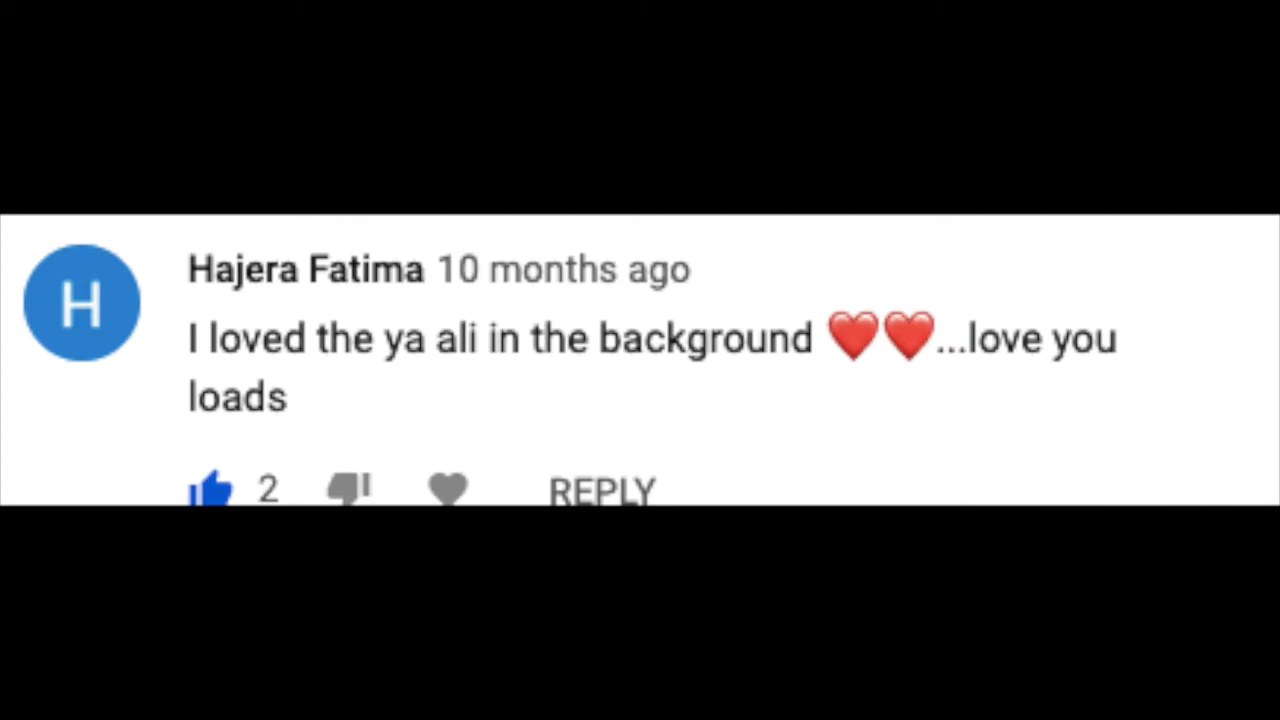 H
Hajera Fatima 10 months ago
I loved the ya ali in the background ❤️❤️...love you
loads
2 REPLY